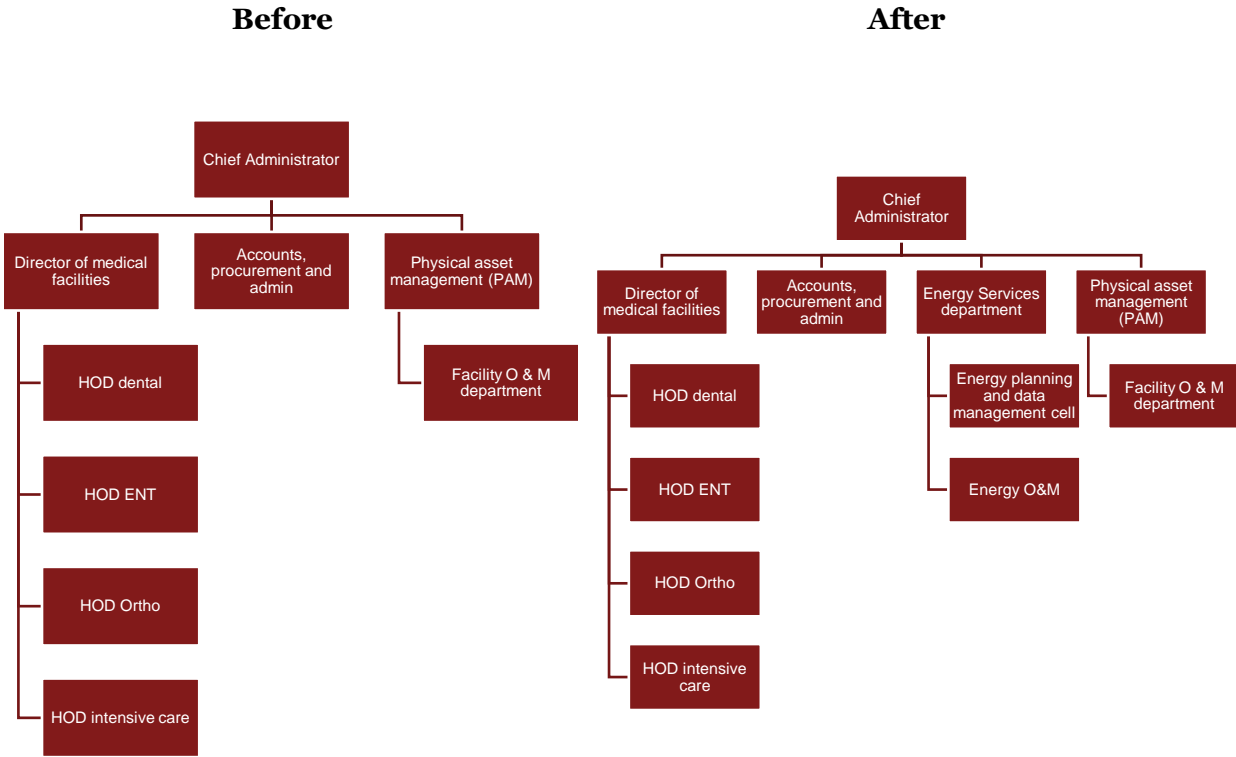 Before
After
Chief Administrator
Director of medical
facilities
Accounts,
procurement and
admin
Physical asset
management (PAM)
HOD dental
Facility O & M
department
HOD ENT
HOD Ortho
HOD intensive care
Chief
Administrator
Director of
medical facilities
Accounts,
procurement and
admin
Energy Services
department
Physical asset
management
(PAM)
HOD dental
Energy planning
and data
management cell
Facility O & M
department
HOD ENT
Energy O&M
HOD Ortho
HOD intensive
care